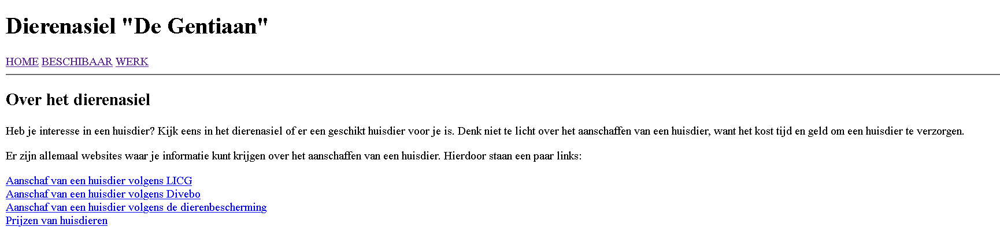 Dierenasiel "De Gentiaan"
HOME BESCHIBAAR WERK
Over het dierenasiel
Heb je interesse in een huisdier? Kijk eens in het dierenasiel of er een geschikt huisdier voor je is. Denk niet te licht over het aanschaffen van een huisdier, want het kost tijd en geld om een huisdier te verzorgen.
Er zijn allemaal websites waar je informatie kunt krijgen over het aanschaffen van een huisdier. Hierdoor staan een paar links:
Aanschaf van een huisdier volgens LICG
Aanschaf van een huisdier volgens Divebo
Aanschaf van een huisdier volgens de dierenbescherming
Prijzen van huisdieren